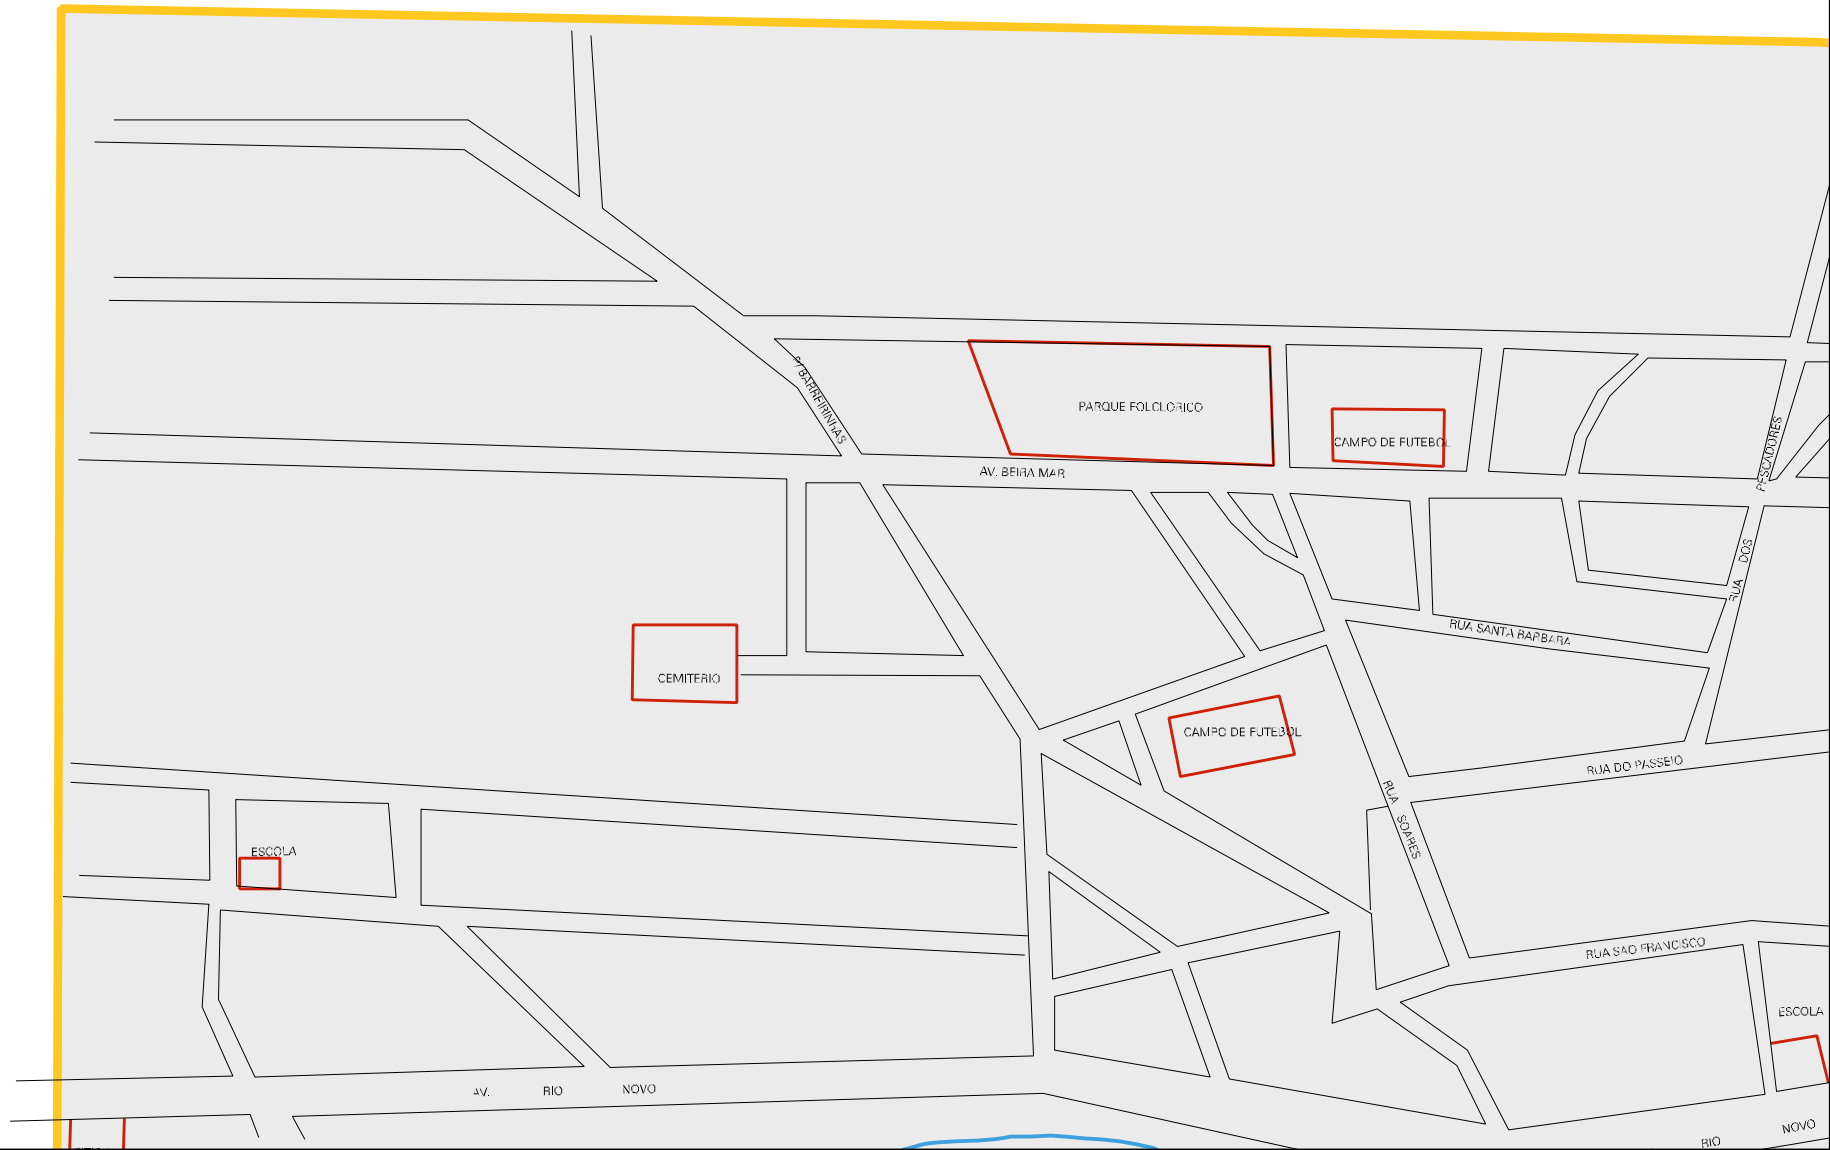 P/ BARREIRINHAS
PARQUE FOLCLORICO
CAMPO DE FUTEBOL
AV. BEIRA MAR
RUA DOS PESCADORES
RUA SANTA BARBARA
CEMITERIO
CAMPO DE FUTEBOL
RUA DO PASSEIO
RUA SOARES
ESCOLA
RUA SAO FRANCISCO
ESCOLA
AV. RIO NOVO
RIO NOVO